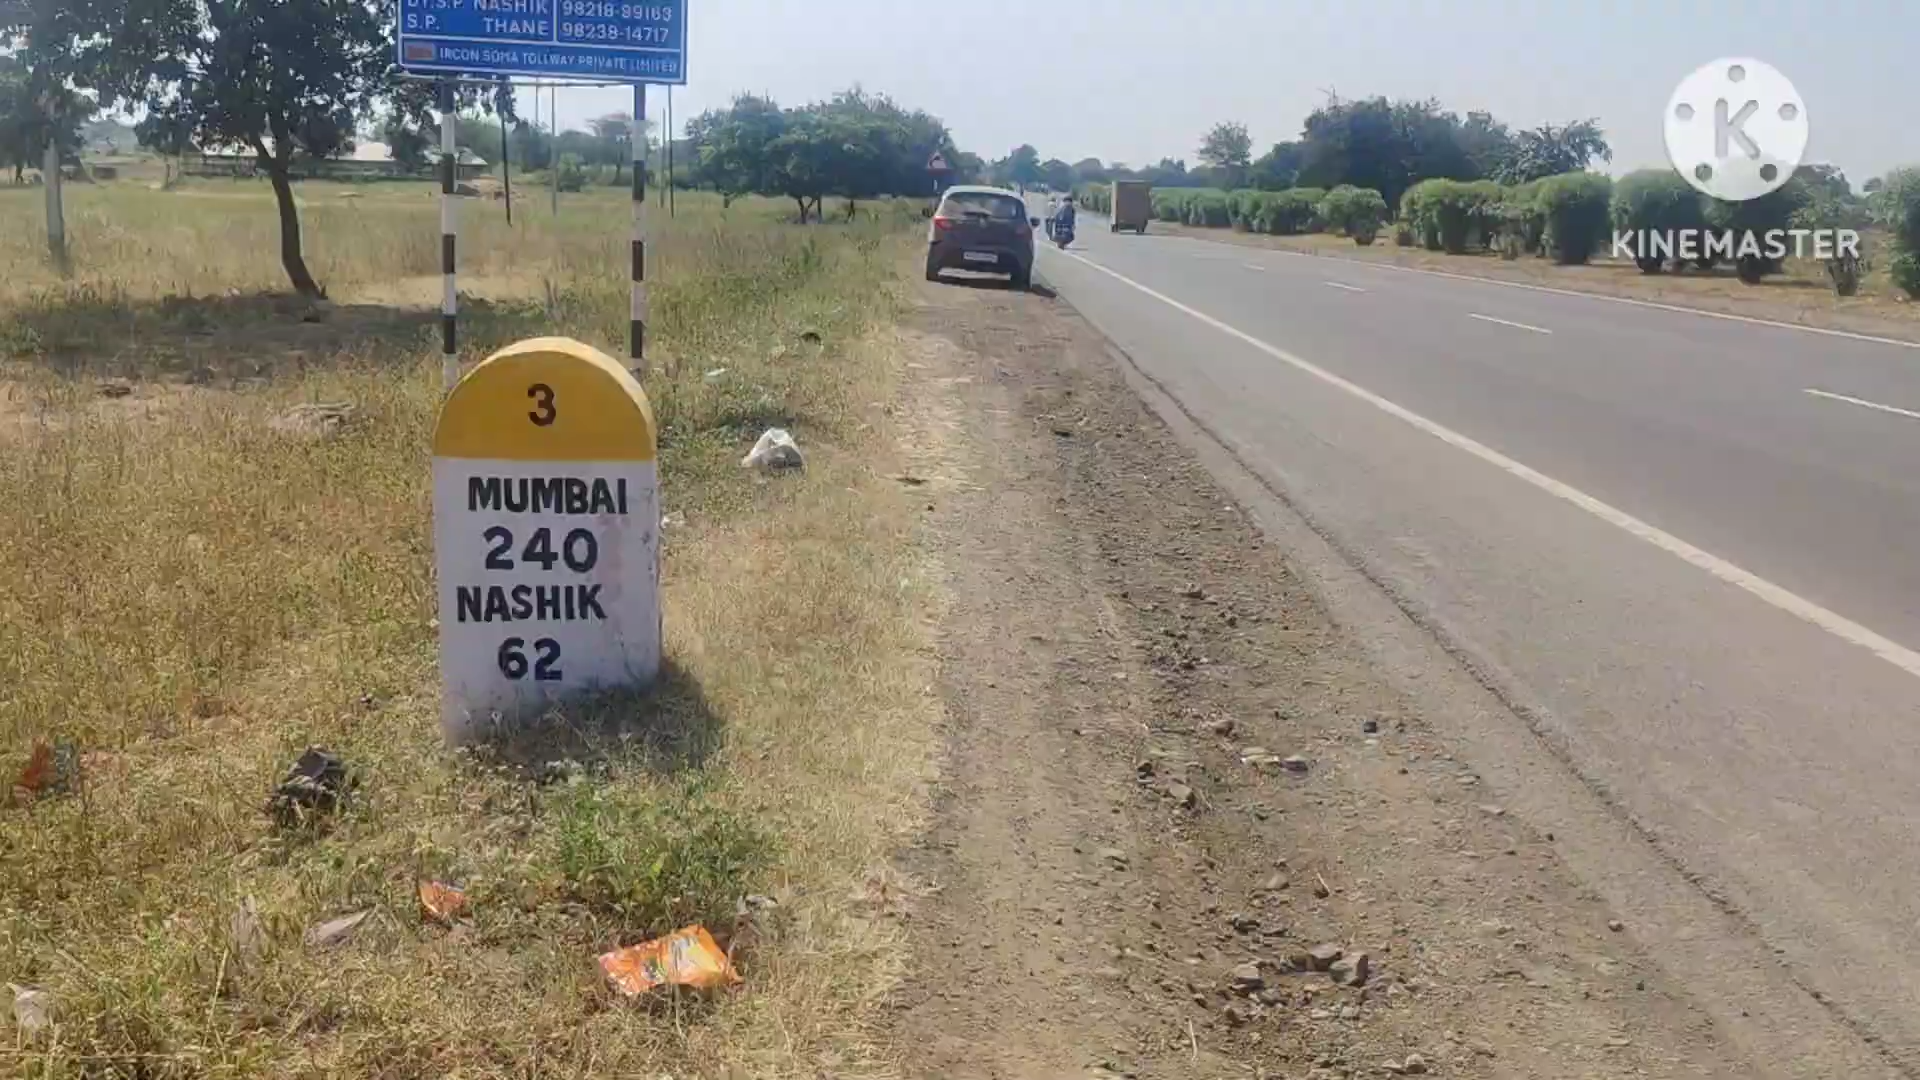 DY.S.P. NASHIK 98218-99163
S.P. THANE 98238-14717
IRCON SOMA TOLLWAY PRIVATE LIMITED
K
KINEMASTER
3
MUMBAI
240
NASHIK
62